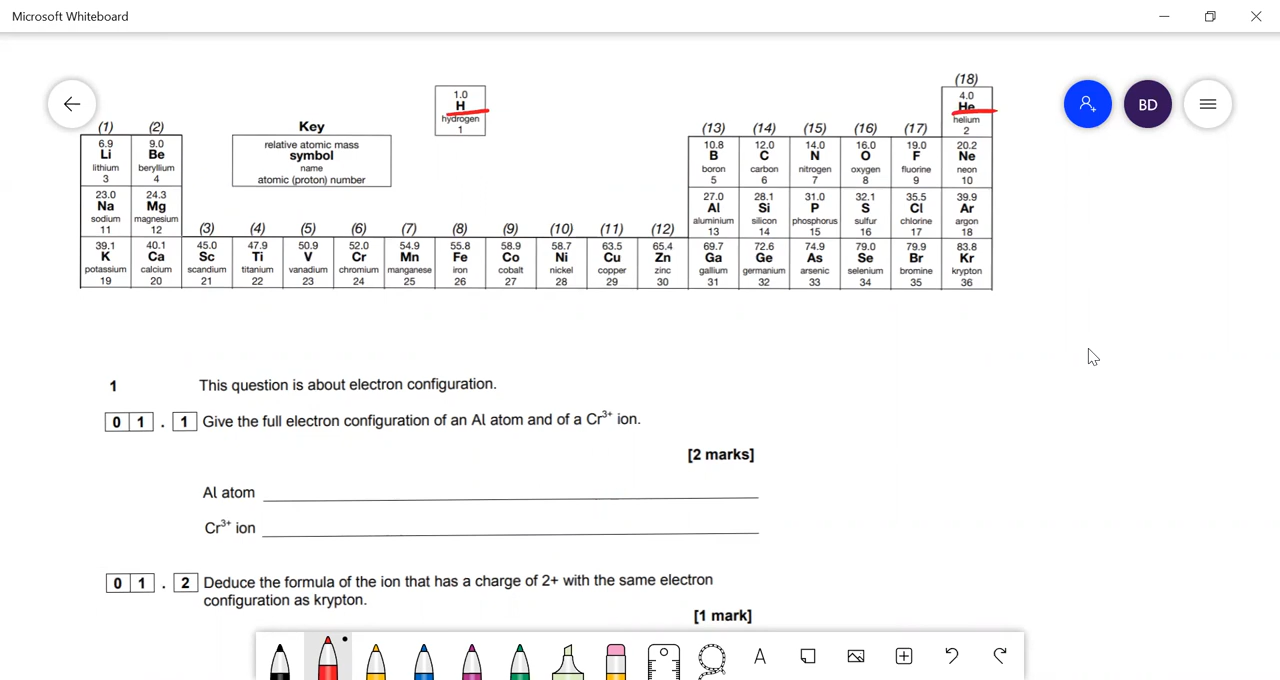 Microsoft Whiteboard
(18)
1.0 4.0
H He
hydrogen helium
1 2
BD
(1) (2) Key (13) (14) (15) (16) (17)
6.9 9.0 relative atomic mass 10.8 12.0 14.0 16.0 19.0 20.2
Li Be symbol B C N O F Ne
lithium beryllium name boron carbon nitrogen oxygen fluorine neon
3 4 atomic (proton) number 5 6 7 8 9 10
23.0 24.3 27.0 28.1 31.0 32.1 35.5 39.9
Na Mg Al Si P S Cl Ar
sodium magnesium aluminium silicon phosphorus sulfur chlorine argon
11 12 (3) (4) (5) (6) (7) (8) (9) (10) (11) (12) 13 14 15 16 17 18
39.1 40.1 45.0 47.9 50.9 52.0 54.9 55.8 58.9 58.7 63.5 65.4 69.7 72.6 74.9 79.0 79.9 83.8
K Ca Sc Ti V Cr Mn Fe Co Ni Cu Zn Ga Ge As Se Br Kr
potassium calcium scandium titanium vanadium chromium manganese iron cobalt nickel copper zinc gallium germanium arsenic selenium bromine krypton
19 20 21 22 23 24 25 26 27 28 29 30 31 32 33 34 35 36
1 This question is about electron configuration.
0 1 . 1 Give the full electron configuration of an Al atom and of a Cr³⁺ ion.
[2 marks]
Al atom
Cr³⁺ ion
0 1 . 2 Deduce the formula of the ion that has a charge of 2+ with the same electron
configuration as krypton.
[1 mark]
A